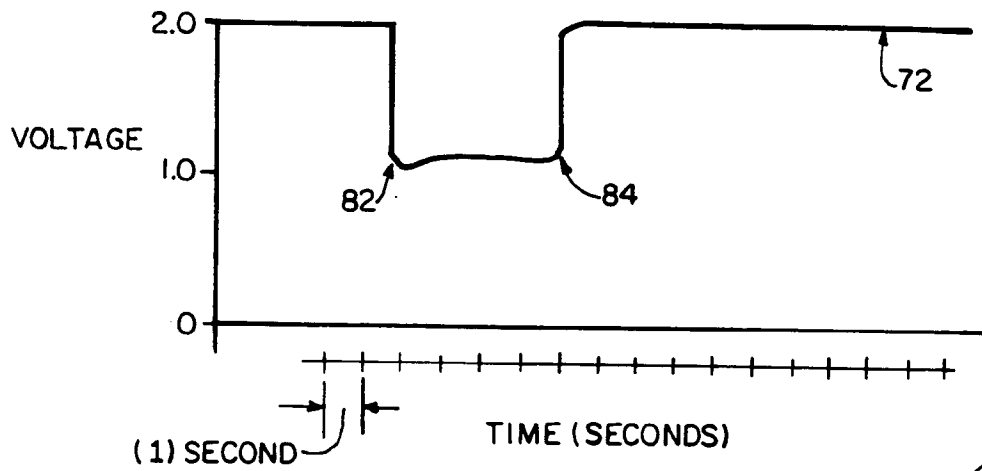 2.0
72
VOLTAGE
1.0
82
84
0
(1) SECOND
TIME (SECONDS)